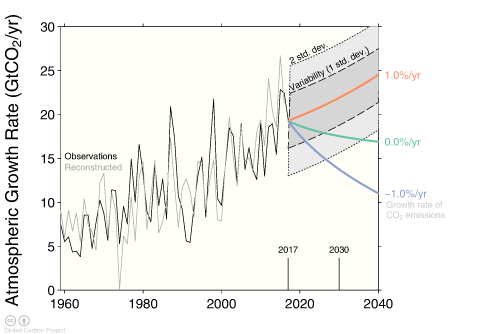 Atmospheric Growth Rate (GtCO2/yr)
30
25
20
15
10
5
0
1960
1980
2000
2020
2040
2 std. dev.
Variability (1 std. dev.)
Observations
Reconstructed
1.0%/yr
0.0%/yr
−1.0%/yr
Growth rate of
CO2 emissions
2017
2030
cc
Global Carbon Project